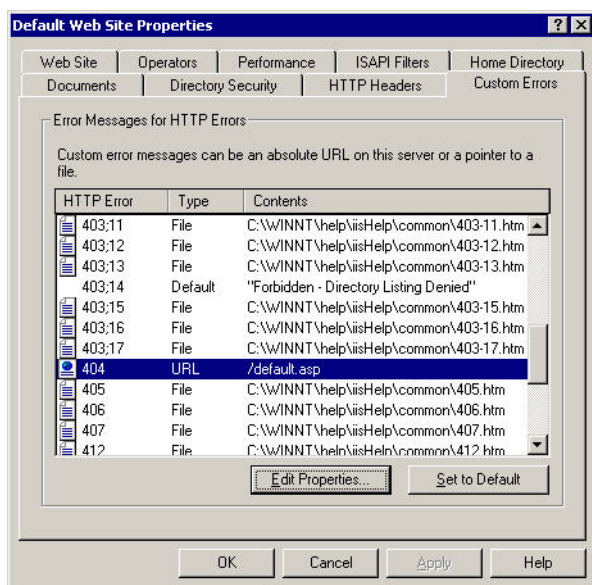 Default Web Site Properties
Web Site Operators Performance ISAPI Filters Home Directory
Documents Directory Security HTTP Headers Custom Errors
Error Messages for HTTP Errors
Custom error messages can be an absolute URL on this server or a pointer to a
file.
HTTP Error Type Contents
403;11 File C:\WINNT\help\iisHelp\common\403-11.htm
403;12 File C:\WINNT\help\iisHelp\common\403-12.htm
403;13 File C:\WINNT\help\iisHelp\common\403-13.htm
403;14 Default "Forbidden - Directory Listing Denied"
403;15 File C:\WINNT\help\iisHelp\common\403-15.htm
403;16 File C:\WINNT\help\iisHelp\common\403-16.htm
403;17 File C:\WINNT\help\iisHelp\common\403-17.htm
404 URL /default.asp
405 File C:\WINNT\help\iisHelp\common\405.htm
406 File C:\WINNT\help\iisHelp\common\406.htm
407 File C:\WINNT\help\iisHelp\common\407.htm
412 File C:\WINNT\help\iisHelp\common\412.htm
Edit Properties... Set to Default
OK Cancel Apply Help